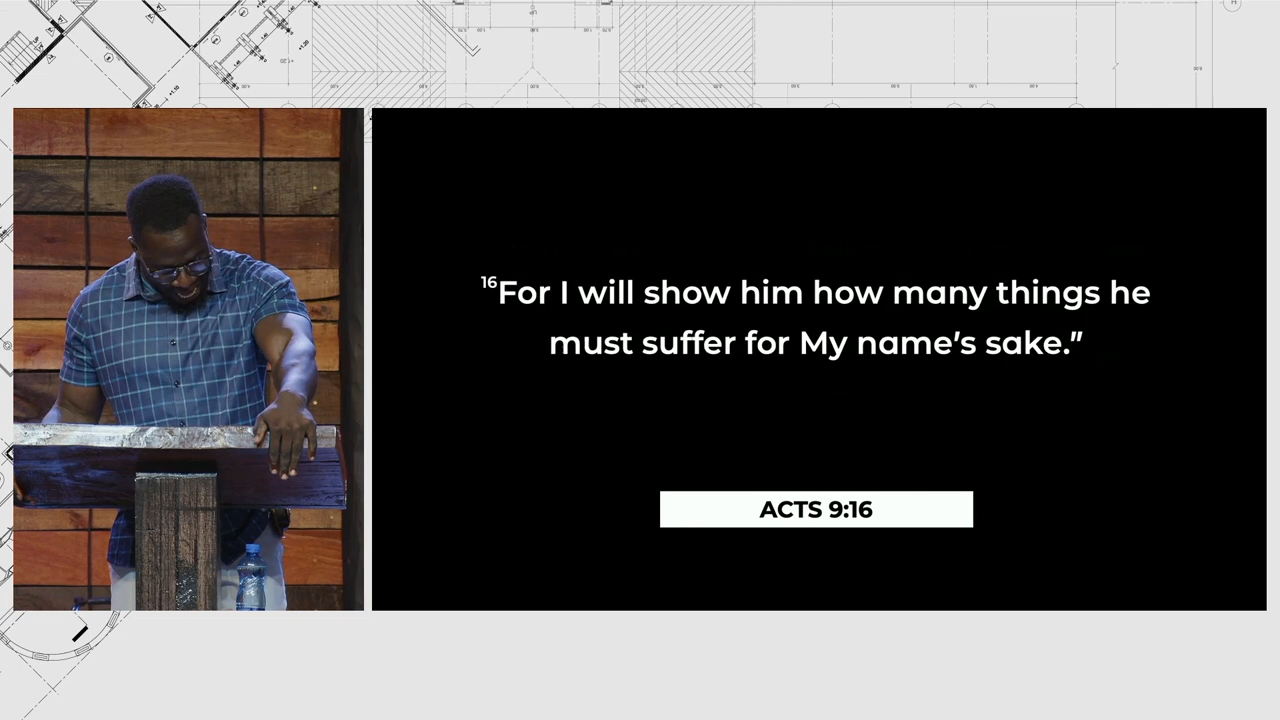 ¹⁶For I will show him how many things he
must suffer for My name's sake.”
ACTS 9:16